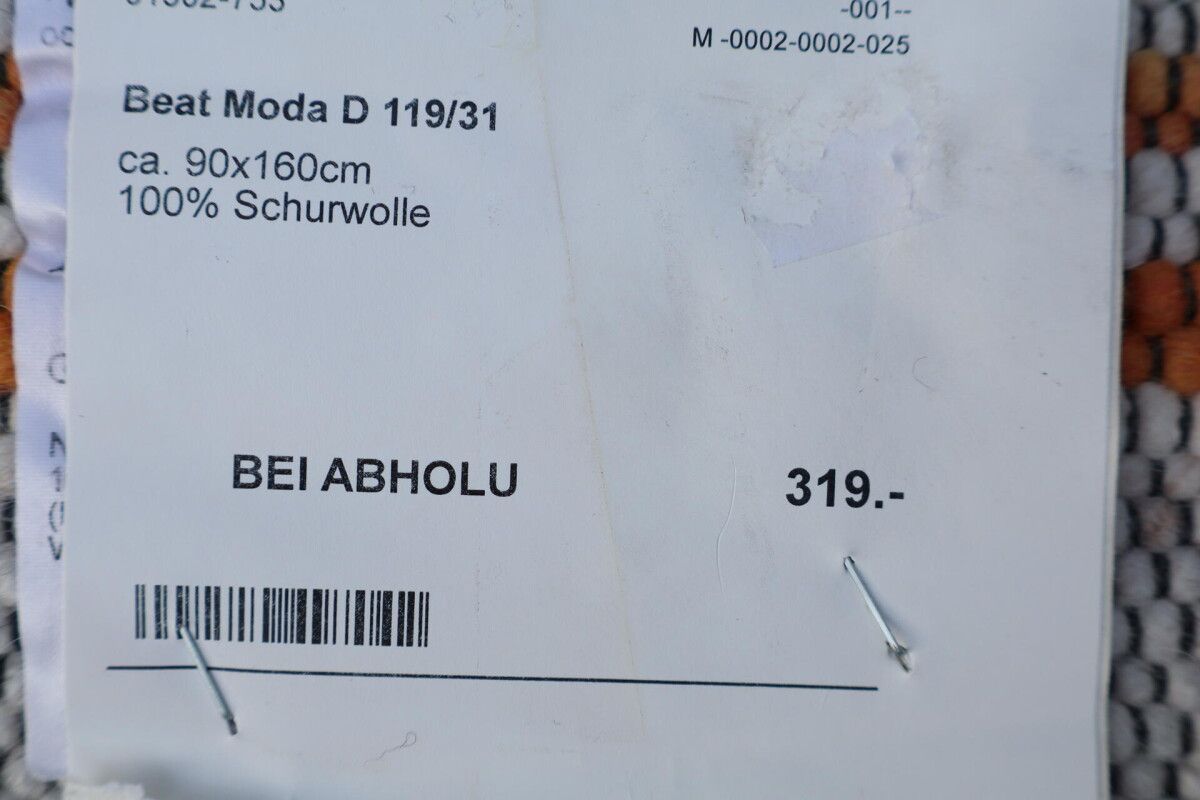 -001--
M -0002-0002-025
Beat Moda D 119/31
ca. 90x160cm
100% Schurwolle
BEI ABHOLU 319.-